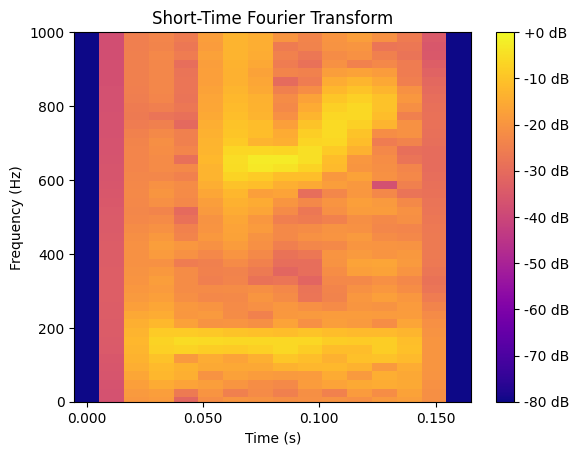 Short-Time Fourier Transform
1000
800
600
400
200
0
Frequency (Hz)
0.000
0.050
0.100
0.150
Time (s)
+0 dB
-10 dB
-20 dB
-30 dB
-40 dB
-50 dB
-60 dB
-70 dB
-80 dB